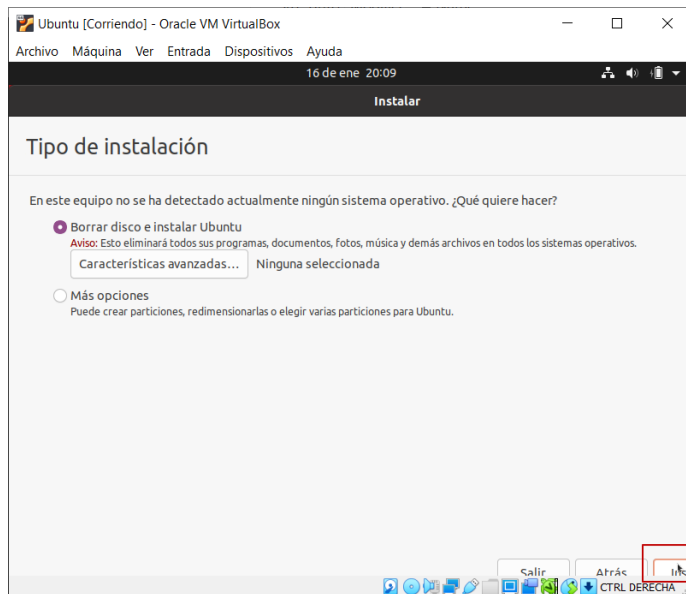 Ubuntu [Corriendo] - Oracle VM VirtualBox
Archivo Máquina Ver Entrada Dispositivos Ayuda
16 de ene 20:09
Instalar
Tipo de instalación
En este equipo no se ha detectado actualmente ningún sistema operativo. ¿Qué quiere hacer?
Borrar disco e instalar Ubuntu
Aviso: Esto eliminará todos sus programas, documentos, fotos, música y demás archivos en todos los sistemas operativos.
Características avanzadas... Ninguna seleccionada
Más opciones
Puede crear particiones, redimensionarlas o elegir varias particiones para Ubuntu.
Salir Atrás
CTRL DERECHA